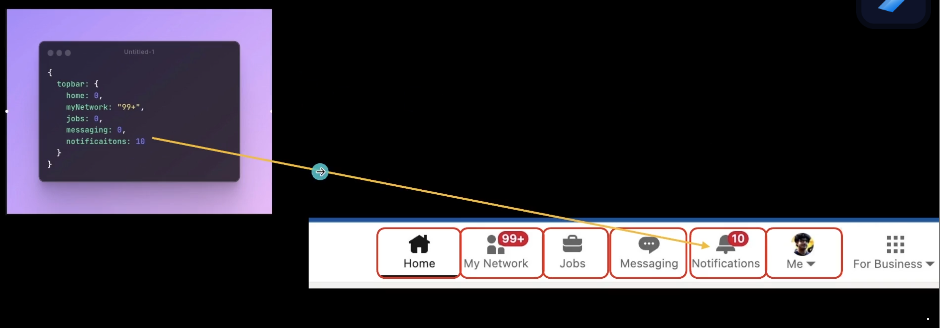 Untitled-1
{
topbar: {
home: 0,
myNetwork: "99+",
jobs: 0,
messaging: 0,
notificaitons: 10
}
}
99+
10
Home
My Network
Jobs
Messaging
Notifications
Me
For Business